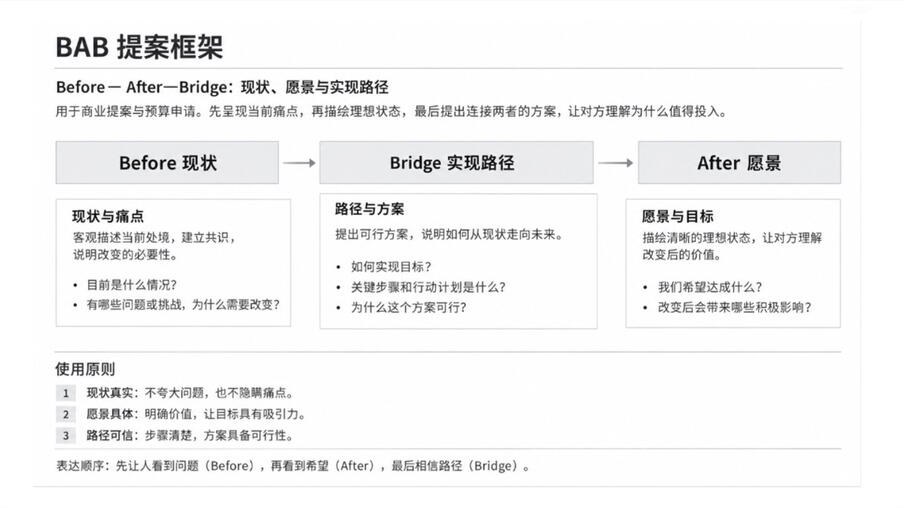 BAB 提案框架
Before — After—Bridge：现状、愿景与实现路径
用于商业提案与预算申请。先呈现当前痛点，再描绘理想状态，最后提出连接两者的方案，让对方理解为什么值得投入。
Before 现状
Bridge 实现路径
After 愿景
现状与痛点
客观描述当前处境，建立共识，
说明改变的必要性。
• 目前是什么情况？
• 有哪些问题或挑战，为什么需要改变？
路径与方案
提出可行方案，说明如何从现状走向未来。
• 如何实现目标？
• 关键步骤和行动计划是什么？
• 为什么这个方案可行？
愿景与目标
描绘清晰的理想状态，让对方理解
改变后的价值。
• 我们希望达成什么？
• 改变后会带来哪些积极影响？
使用原则
1 现状真实：不夸大问题，也不隐瞒痛点。
2 愿景具体：明确价值，让目标具有吸引力。
3 路径可信：步骤清楚，方案具备可行性。
表达顺序：先让人看到问题（Before），再看到希望（After），最后相信路径（Bridge）。